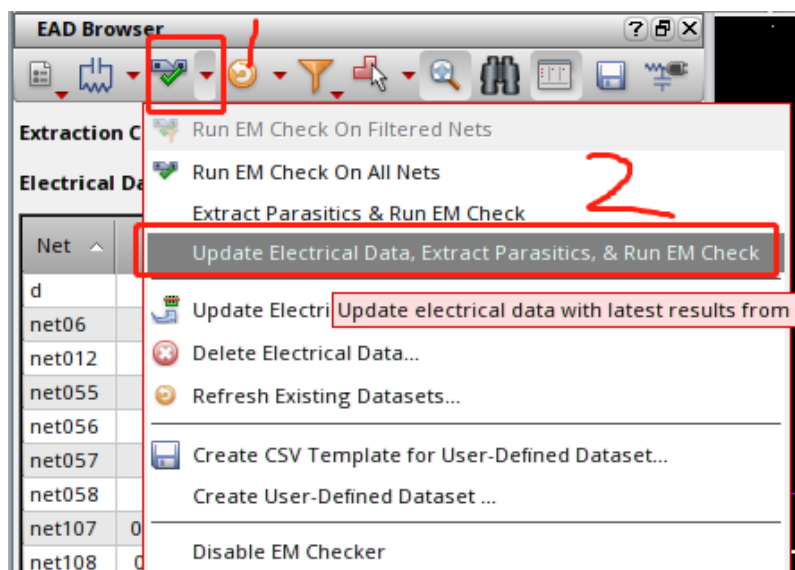 EAD Browser
1
Extraction C
Run EM Check On Filtered Nets
Electrical Da
Run EM Check On All Nets
2
Extract Parasitics & Run EM Check
Net
Update Electrical Data, Extract Parasitics, & Run EM Check
d
Update Electri
Update electrical data with latest results from
net06
net012
Delete Electrical Data...
net055
Refresh Existing Datasets...
net056
net057
Create CSV Template for User-Defined Dataset...
net058
Create User-Defined Dataset ...
net107 0
Disable EM Checker
net108 0